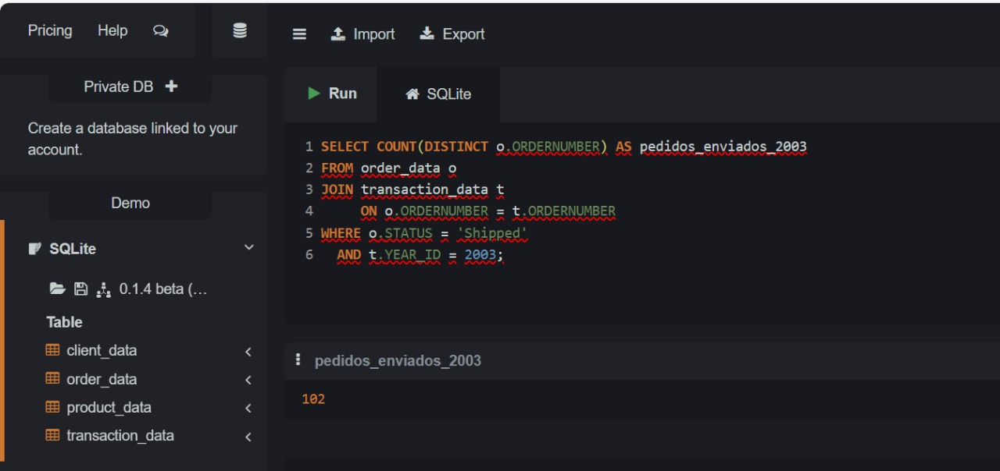 Pricing Help
Import Export
Private DB
Run SQLite
Create a database linked to your
account.
1 SELECT COUNT(DISTINCT o.ORDERNUMBER) AS pedidos_enviados_2003
2 FROM order_data o
3 JOIN transaction_data t
4 ON o.ORDERNUMBER = t.ORDERNUMBER
5 WHERE o.STATUS = 'Shipped'
6 AND t.YEAR_ID = 2003;
Demo
SQLite
0.1.4 beta (...
Table
client_data
order_data
product_data
transaction_data
pedidos_enviados_2003
102